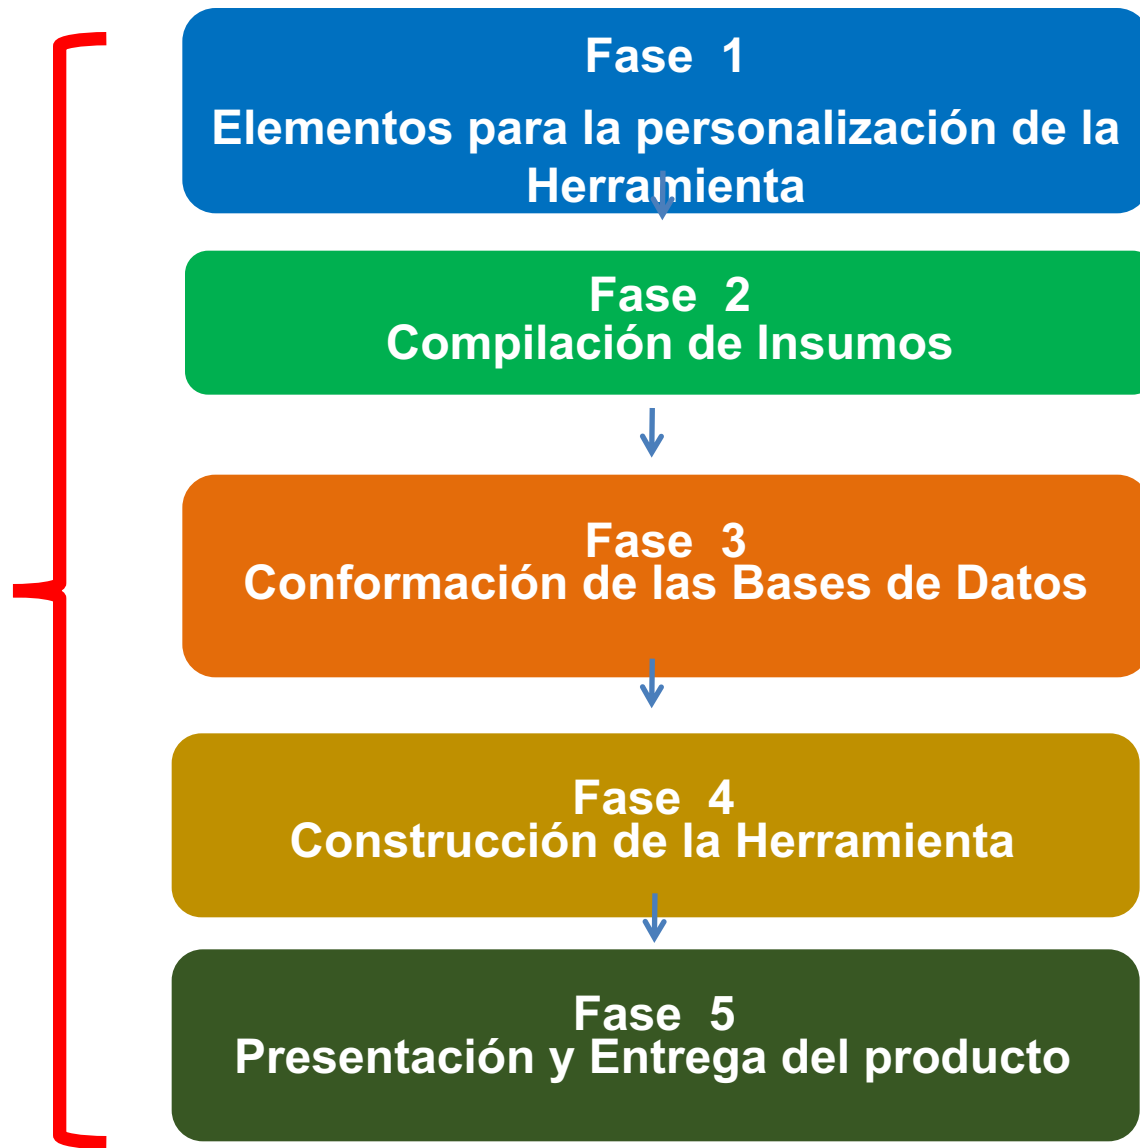 Fase  1
Elementos para la personalización de la
Herramienta
Fase  2
Compilación de Insumos
Fase  3
Conformación de las Bases de Datos
Fase  4
Construcción de la Herramienta
Fase  5
Presentación y Entrega del producto